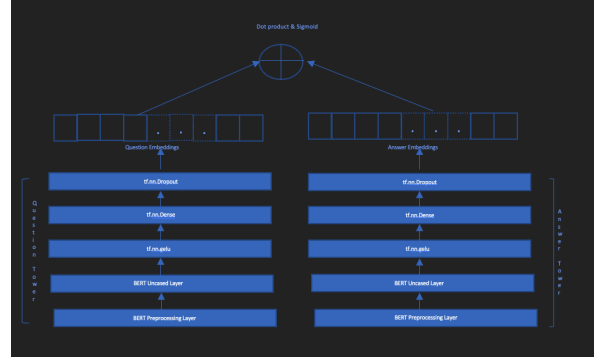 Dot product & Sigmoid
Question Embeddings
Answer Embeddings
tf.nn.Dropout
tf.nn.Dropout
tf.nn.Dense
tf.nn.Dense
tf.nn.gelu
tf.nn.gelu
BERT Uncased Layer
BERT Uncased Layer
BERT Preprocessing Layer
BERT Preprocessing Layer
Question Tower
Answer Tower